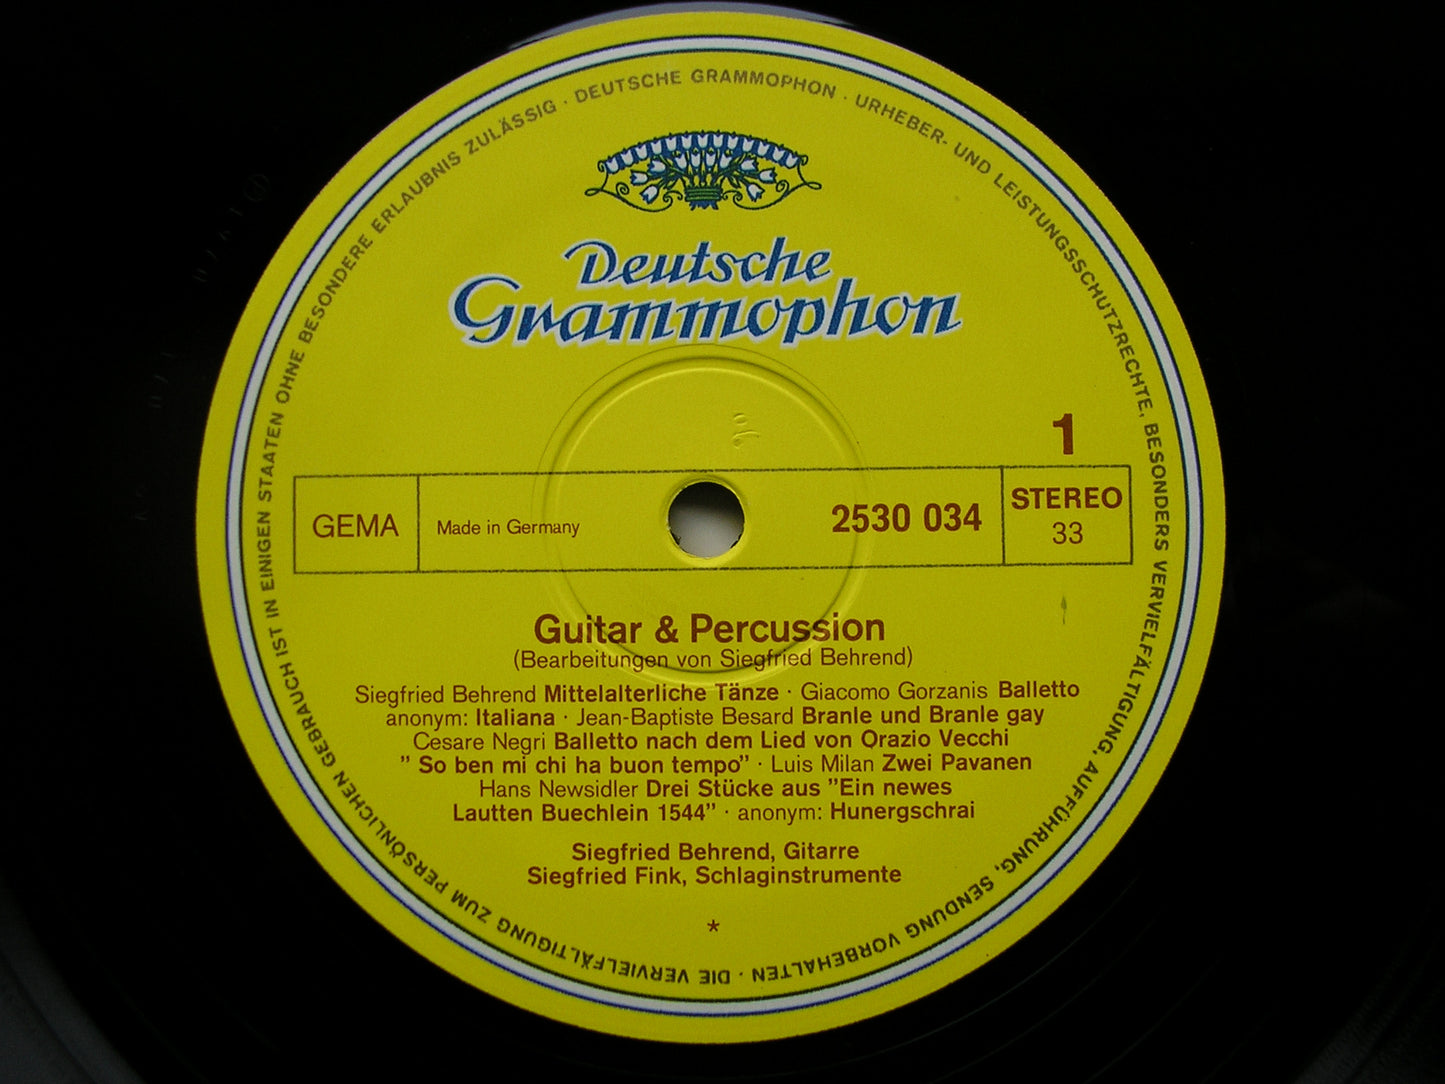 DEUTSCHE GRAMMOPHON · URHEBER- UND LEISTUNGSSCHUTZRECHTE, BESONDERS VERVIELFÄLTIGUNG, AUFFÜHRUNG, SENDUNG VORBEHALTEN · DIE VERVIELFÄLTIGUNG ZUM PERSÖNLICHEN GEBRAUCH IST IN EINIGEN STAATEN OHNE BESONDERE ERLAUBNIS ZULÄSSIG ·
Deutsche
Grammophon
1
GEMA
Made in Germany
2530 034
STEREO
33
Guitar & Percussion
(Bearbeitungen von Siegfried Behrend)
Siegfried Behrend Mittelalterliche Tänze · Giacomo Gorzanis Balletto
anonym: Italiana · Jean-Baptiste Besard Branle und Branle gay
Cesare Negri Balletto nach dem Lied von Orazio Vecchi
" So ben mi chi ha buon tempo" · Luis Milan Zwei Pavanen
Hans Newsidler Drei Stücke aus "Ein newes
Lautten Buechlein 1544" · anonym: Hunergschrai
Siegfried Behrend, Gitarre
Siegfried Fink, Schlaginstrumente
*